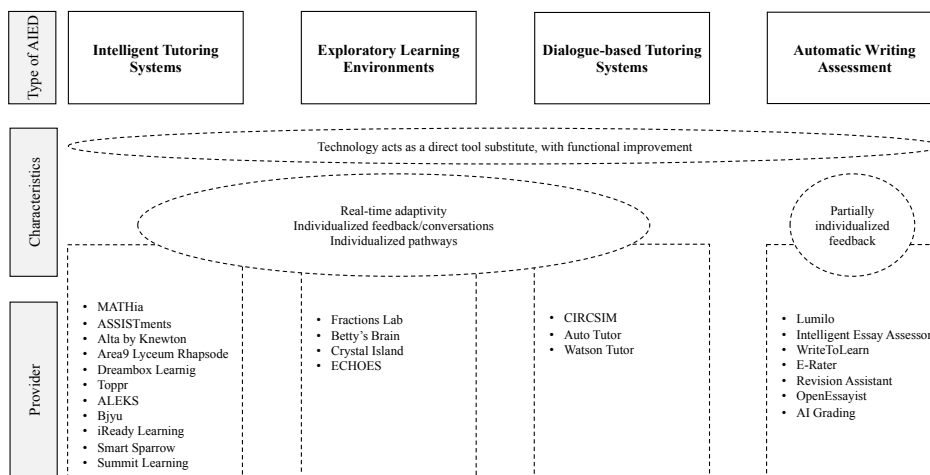 Type of AIED
Intelligent Tutoring
Systems
Exploratory Learning
Environments
Dialogue-based Tutoring
Systems
Automatic Writing
Assessment
Characteristics
Technology acts as a direct tool substitute, with functional improvement
Real-time adaptivity
Individualized feedback/conversations
Individualized pathways
Partially
individualized
feedback
Provider
• MATHia
• ASSISTments
• Alta by Knewton
• Area9 Lyceum Rhapsode
• Dreambox Learnig
• Toppr
• ALEKS
• Bjyu
• iReady Learning
• Smart Sparrow
• Summit Learning
• Fractions Lab
• Betty's Brain
• Crystal Island
• ECHOES
• CIRCSIM
• Auto Tutor
• Watson Tutor
• Lumilo
• Intelligent Essay Assessor
• WriteToLearn
• E-Rater
• Revision Assistant
• OpenEssayist
• AI Grading